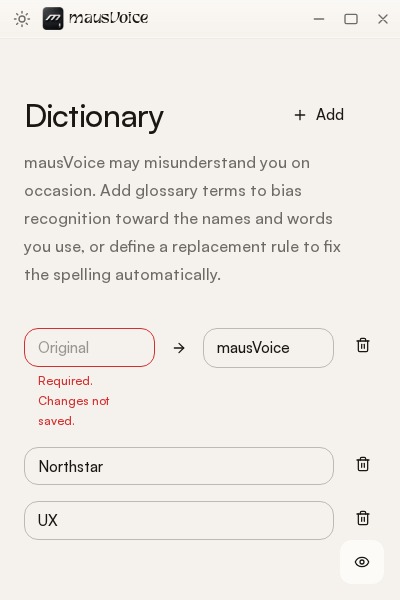 mausVoice
Dictionary
Add
mausVoice may misunderstand you on
occasion. Add glossary terms to bias
recognition toward the names and words
you use, or define a replacement rule to fix
the spelling automatically.
Original
mausVoice
Required.
Changes not
saved.
Northstar
UX